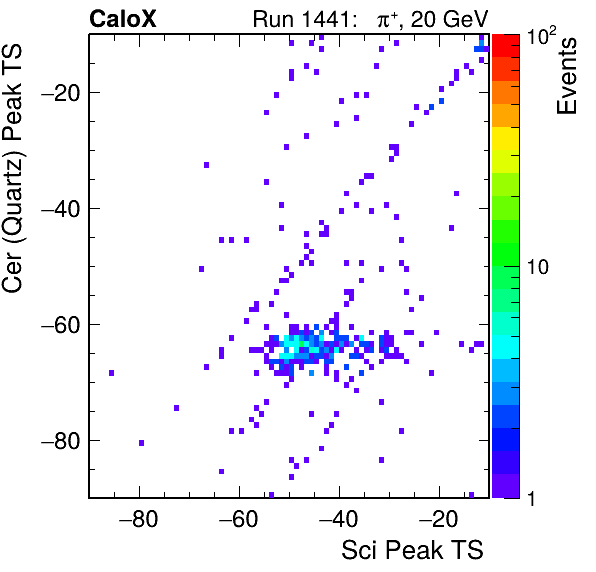 CaloX Run 1441: π⁺, 20 GeV
Cer (Quartz) Peak TS
−20
−40
−60
−80
−80 −60 −40 −20
Sci Peak TS
10²
10
1
Events